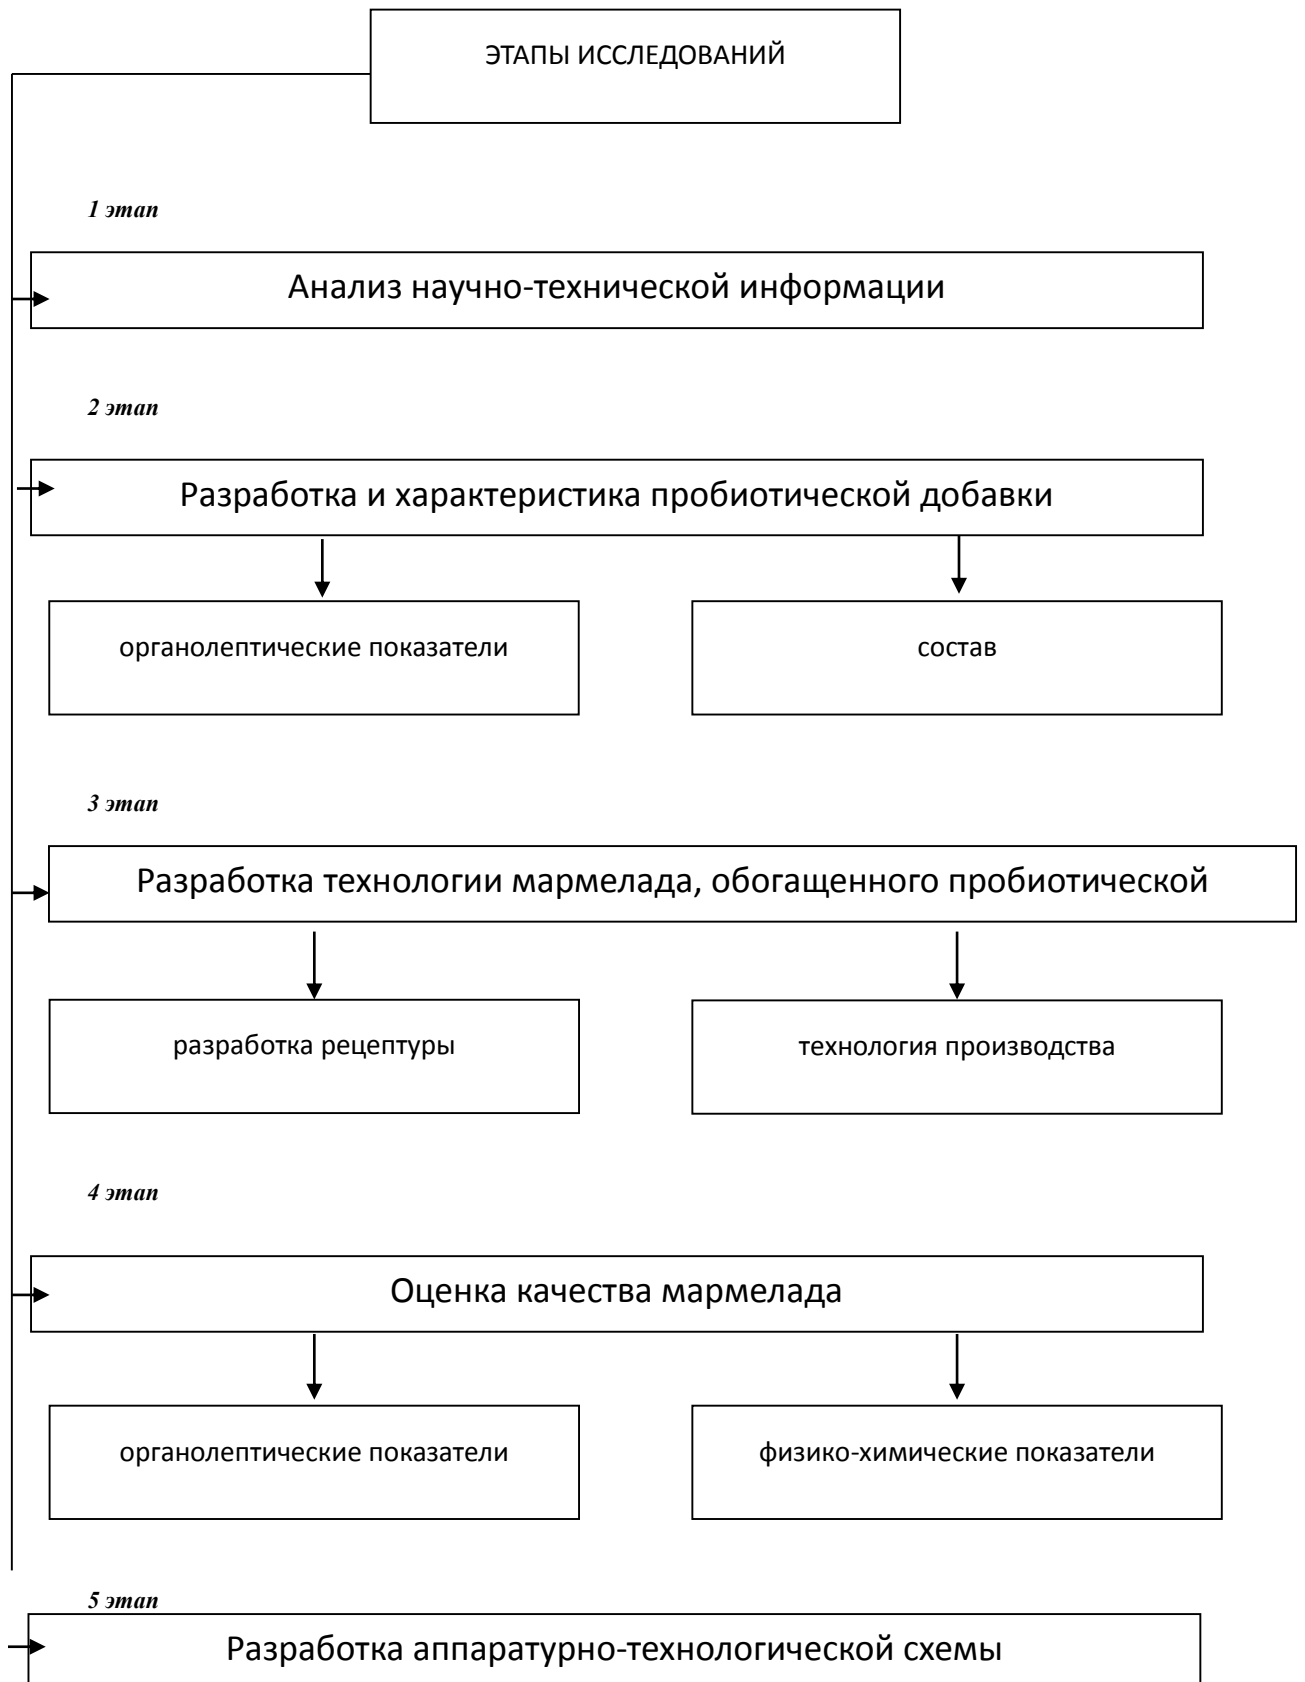 ЭТАПЫ ИССЛЕДОВАНИЙ
1 этап
Анализ научно-технической информации
2 этап
Разработка и характеристика пробиотической добавки
органолептические показатели
состав
3 этап
Разработка технологии мармелада, обогащенного пробиотической
разработка рецептуры
технология производства
4 этап
Оценка качества мармелада
органолептические показатели
физико-химические показатели
5 этап
Разработка аппаратурно-технологической схемы